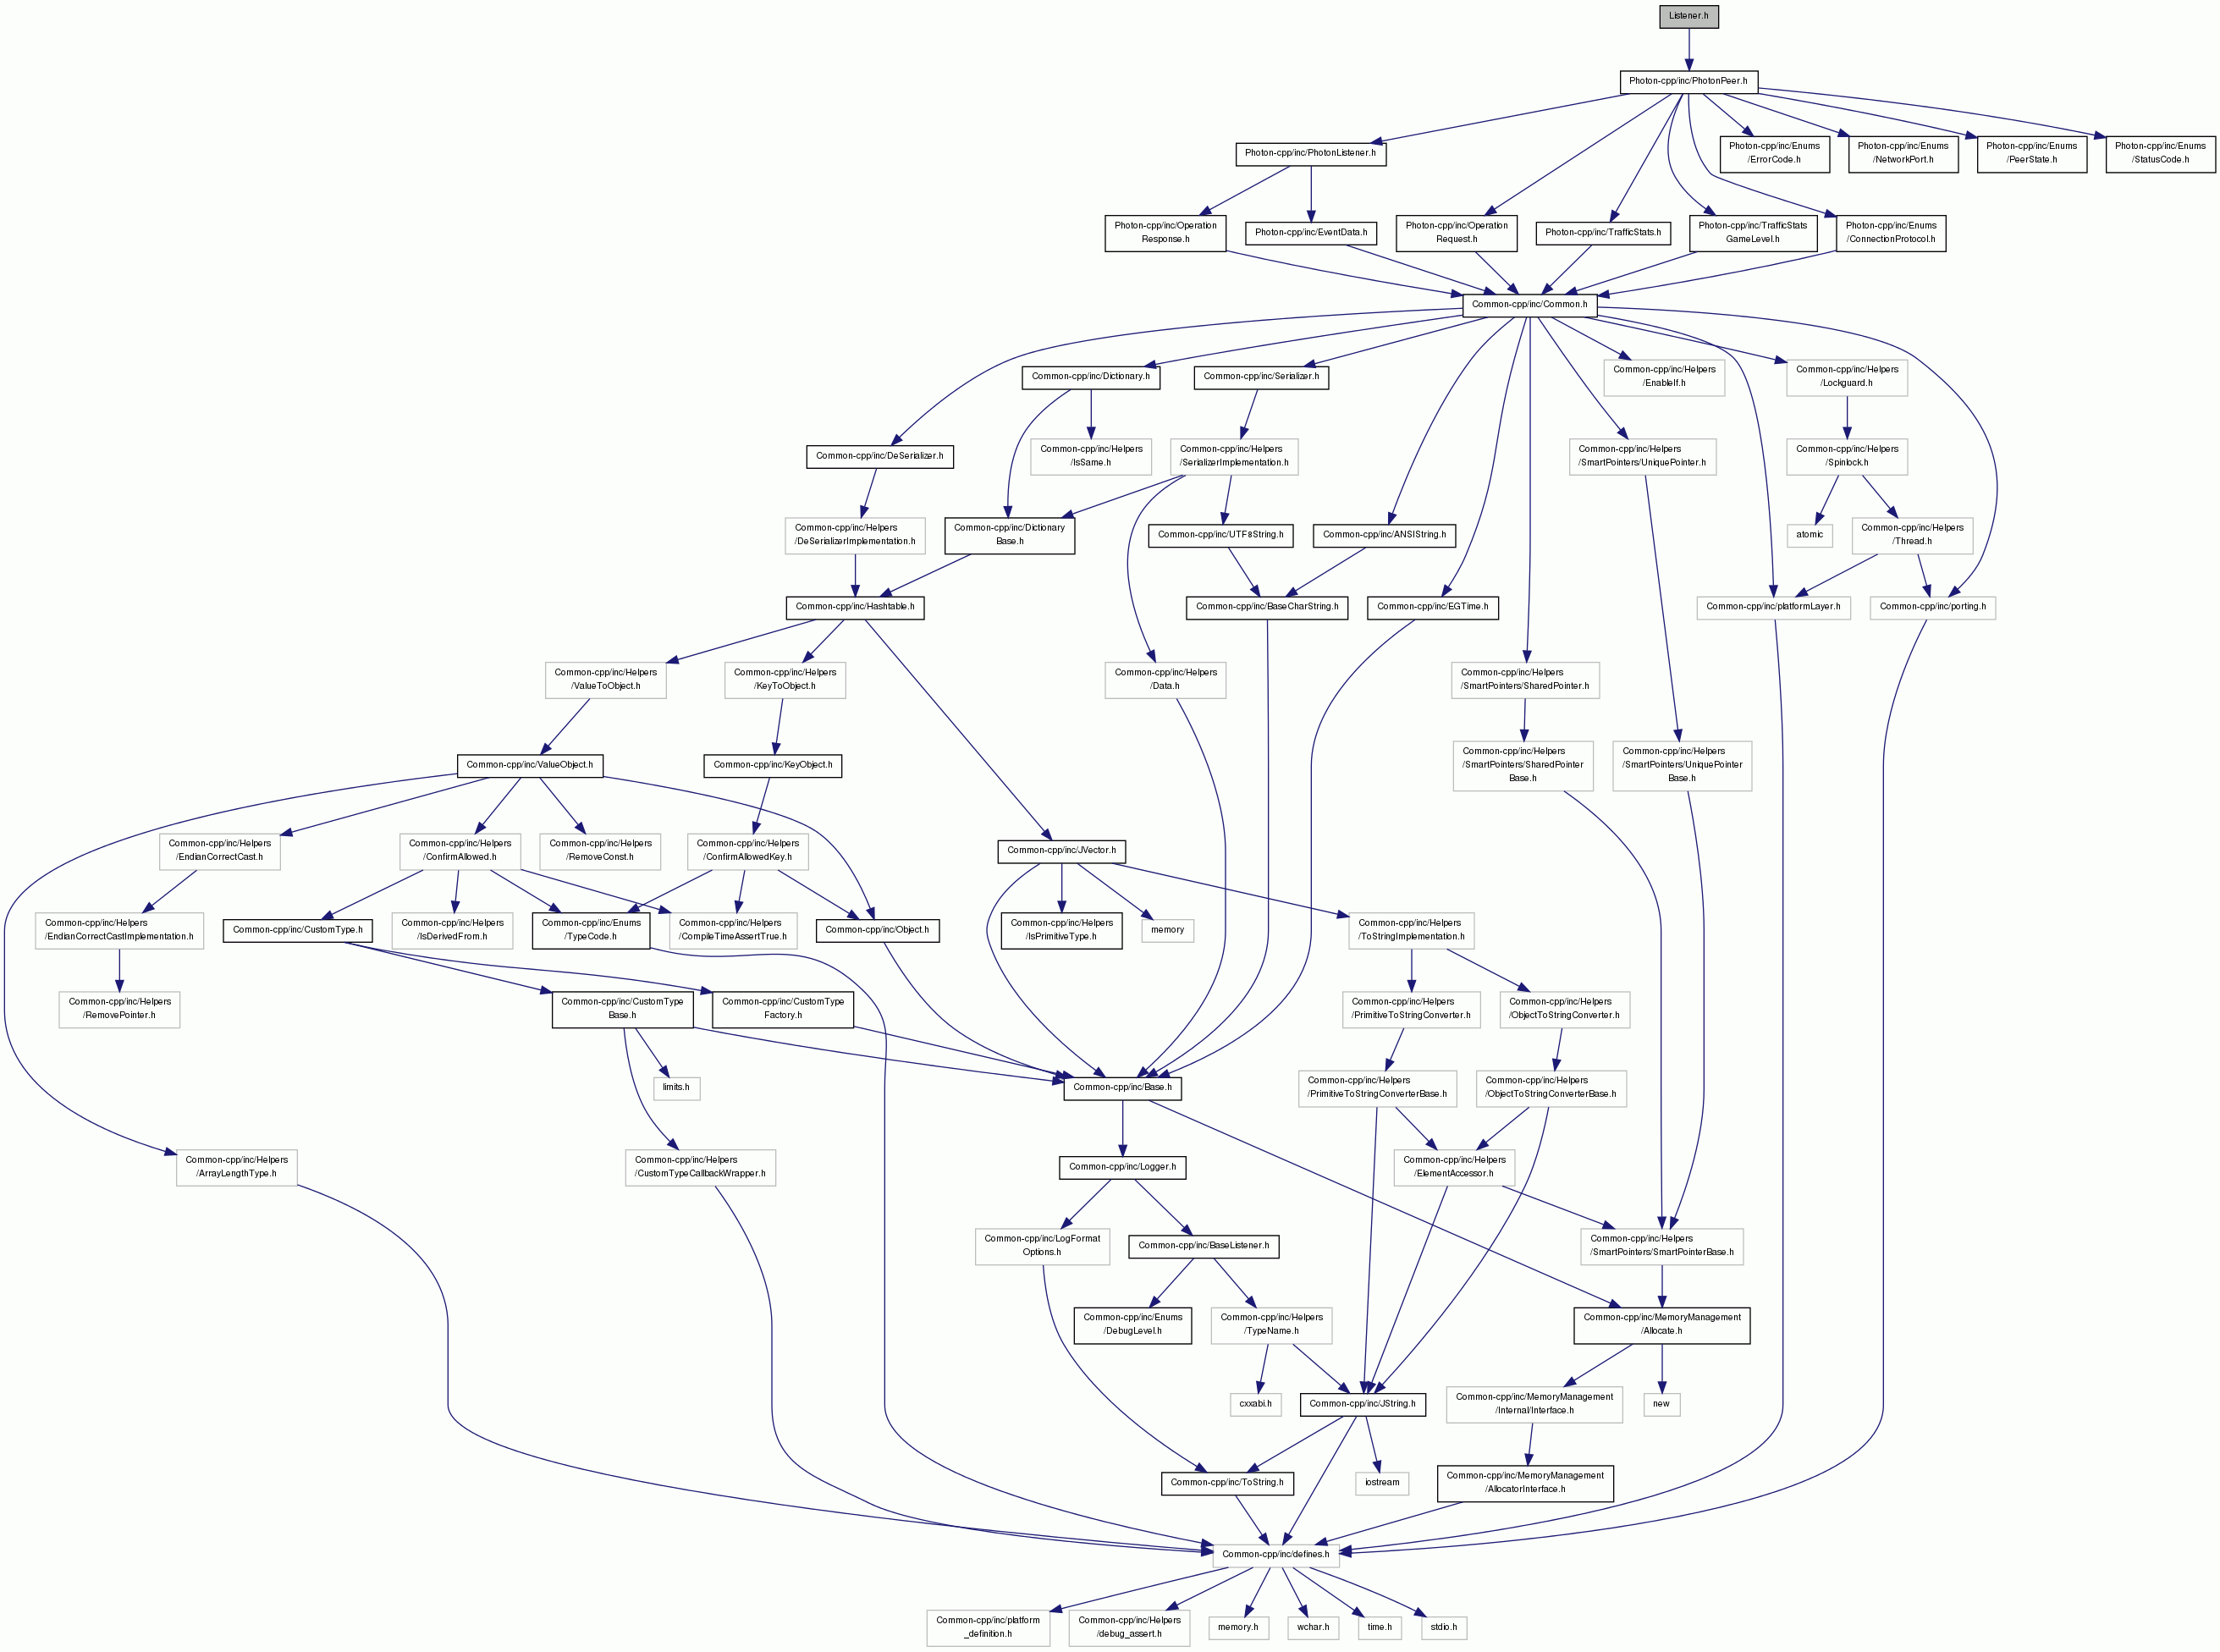 Listener.h
Photon-cpp/inc/PhotonPeer.h
Photon-cpp/inc/PhotonListener.h
Photon-cpp/inc/Enums
/ErrorCode.h
Photon-cpp/inc/Enums
/NetworkPort.h
Photon-cpp/inc/Enums
/PeerState.h
Photon-cpp/inc/Enums
/StatusCode.h
Photon-cpp/inc/Operation
Response.h
Photon-cpp/inc/EventData.h
Photon-cpp/inc/Operation
Request.h
Photon-cpp/inc/TrafficStats.h
Photon-cpp/inc/TrafficStats
GameLevel.h
Photon-cpp/inc/Enums
/ConnectionProtocol.h
Common-cpp/inc/Common.h
Common-cpp/inc/Dictionary.h
Common-cpp/inc/Serializer.h
Common-cpp/inc/Helpers
/EnableIf.h
Common-cpp/inc/Helpers
/Lockguard.h
Common-cpp/inc/DeSerializer.h
Common-cpp/inc/Helpers
/IsSame.h
Common-cpp/inc/Helpers
/SerializerImplementation.h
Common-cpp/inc/Helpers
/SmartPointers/UniquePointer.h
Common-cpp/inc/Helpers
/Spinlock.h
Common-cpp/inc/Helpers
/DeSerializerImplementation.h
Common-cpp/inc/Dictionary
Base.h
Common-cpp/inc/UTF8String.h
Common-cpp/inc/ANSIString.h
atomic
Common-cpp/inc/Helpers
/Thread.h
Common-cpp/inc/Hashtable.h
Common-cpp/inc/BaseCharString.h
Common-cpp/inc/EGTime.h
Common-cpp/inc/platformLayer.h
Common-cpp/inc/porting.h
Common-cpp/inc/Helpers
/ValueToObject.h
Common-cpp/inc/Helpers
/KeyToObject.h
Common-cpp/inc/Helpers
/Data.h
Common-cpp/inc/Helpers
/SmartPointers/SharedPointer.h
Common-cpp/inc/ValueObject.h
Common-cpp/inc/KeyObject.h
Common-cpp/inc/Helpers
/SmartPointers/SharedPointer
Base.h
Common-cpp/inc/Helpers
/SmartPointers/UniquePointer
Base.h
Common-cpp/inc/Helpers
/EndianCorrectCast.h
Common-cpp/inc/Helpers
/ConfirmAllowed.h
Common-cpp/inc/Helpers
/RemoveConst.h
Common-cpp/inc/Helpers
/ConfirmAllowedKey.h
Common-cpp/inc/JVector.h
Common-cpp/inc/Helpers
/EndianCorrectCastImplementation.h
Common-cpp/inc/CustomType.h
Common-cpp/inc/Helpers
/IsDerivedFrom.h
Common-cpp/inc/Enums
/TypeCode.h
Common-cpp/inc/Helpers
/CompileTimeAssertTrue.h
Common-cpp/inc/Object.h
Common-cpp/inc/Helpers
/IsPrimitiveType.h
memory
Common-cpp/inc/Helpers
/ToStringImplementation.h
Common-cpp/inc/Helpers
/RemovePointer.h
Common-cpp/inc/CustomType
Base.h
Common-cpp/inc/CustomType
Factory.h
Common-cpp/inc/Helpers
/PrimitiveToStringConverter.h
Common-cpp/inc/Helpers
/ObjectToStringConverter.h
limits.h
Common-cpp/inc/Base.h
Common-cpp/inc/Helpers
/PrimitiveToStringConverterBase.h
Common-cpp/inc/Helpers
/ObjectToStringConverterBase.h
Common-cpp/inc/Helpers
/ArrayLengthType.h
Common-cpp/inc/Helpers
/CustomTypeCallbackWrapper.h
Common-cpp/inc/Logger.h
Common-cpp/inc/Helpers
/ElementAccessor.h
Common-cpp/inc/LogFormat
Options.h
Common-cpp/inc/BaseListener.h
Common-cpp/inc/Helpers
/SmartPointers/SmartPointerBase.h
Common-cpp/inc/Enums
/DebugLevel.h
Common-cpp/inc/Helpers
/TypeName.h
Common-cpp/inc/MemoryManagement
/Allocate.h
cxxabi.h
Common-cpp/inc/JString.h
Common-cpp/inc/MemoryManagement
/Internal/Interface.h
new
Common-cpp/inc/ToString.h
iostream
Common-cpp/inc/MemoryManagement
/AllocatorInterface.h
Common-cpp/inc/defines.h
Common-cpp/inc/platform
_definition.h
Common-cpp/inc/Helpers
/debug_assert.h
memory.h
wchar.h
time.h
stdio.h